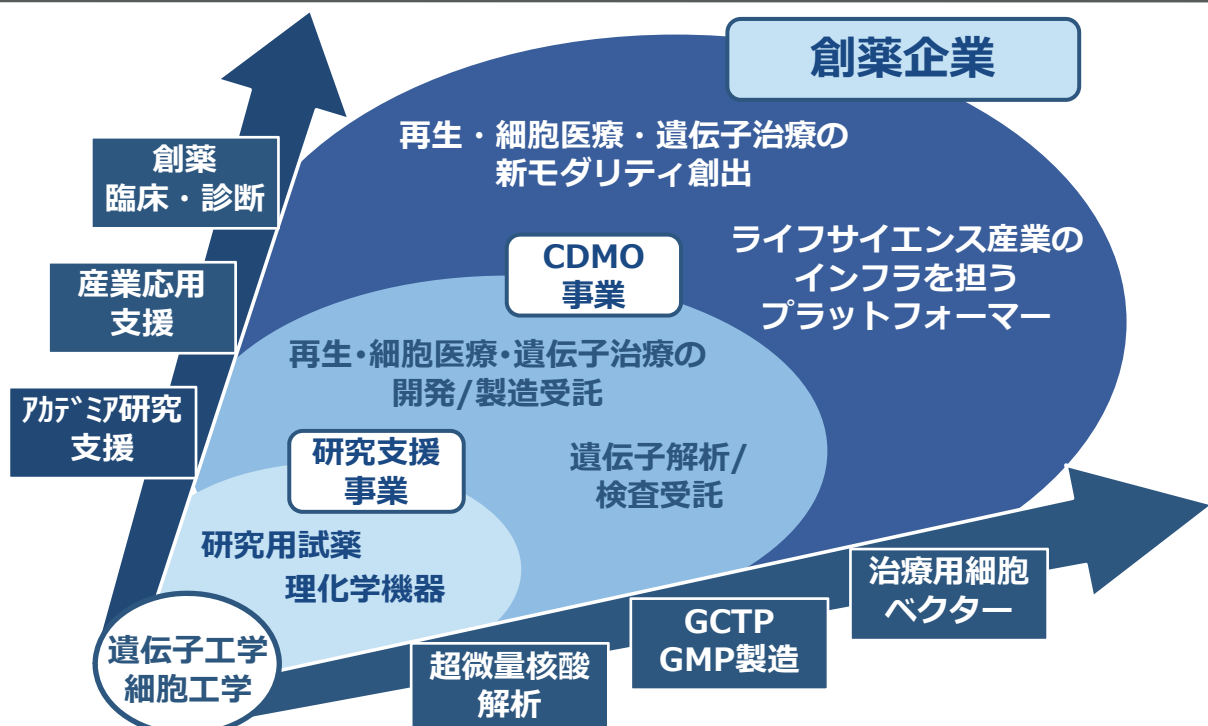 創薬企業
再生・細胞医療・遺伝子治療の
新モダリティ創出
創薬
臨床・診断
ライフサイエンス産業の
インフラを担う
プラットフォーマー
CDMO
事業
産業応用
支援
再生･細胞医療･遺伝子治療の
開発/製造受託
ｱｶﾃﾞﾐｱ研究
支援
研究支援
事業
遺伝子解析/
検査受託
研究用試薬
理化学機器
治療用細胞
ベクター
GCTP
GMP製造
遺伝子工学
細胞工学
超微量核酸
解析